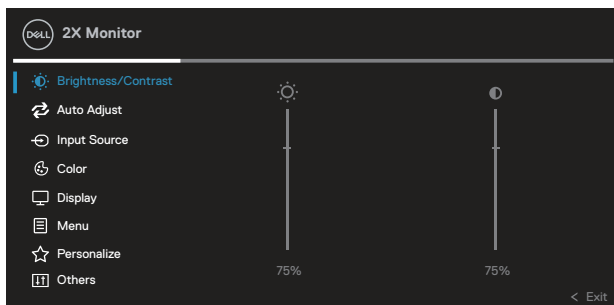 DELL
2X Monitor
Brightness/Contrast
Auto Adjust
Input Source
Color
Display
Menu
Personalize
Others
75%
75%
< Exit